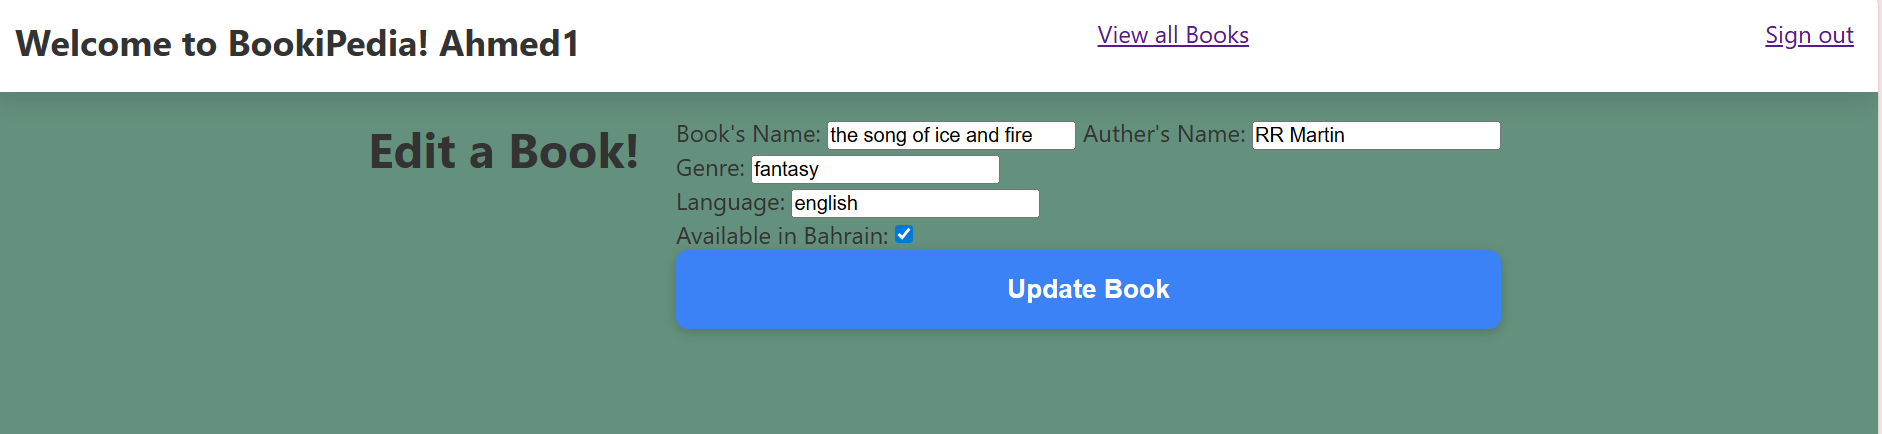 Welcome to BookiPedia! Ahmed1
View all Books
Sign out
Edit a Book!
Book's Name: the song of ice and fire Auther's Name: RR Martin
Genre: fantasy
Language: english
Available in Bahrain:
Update Book